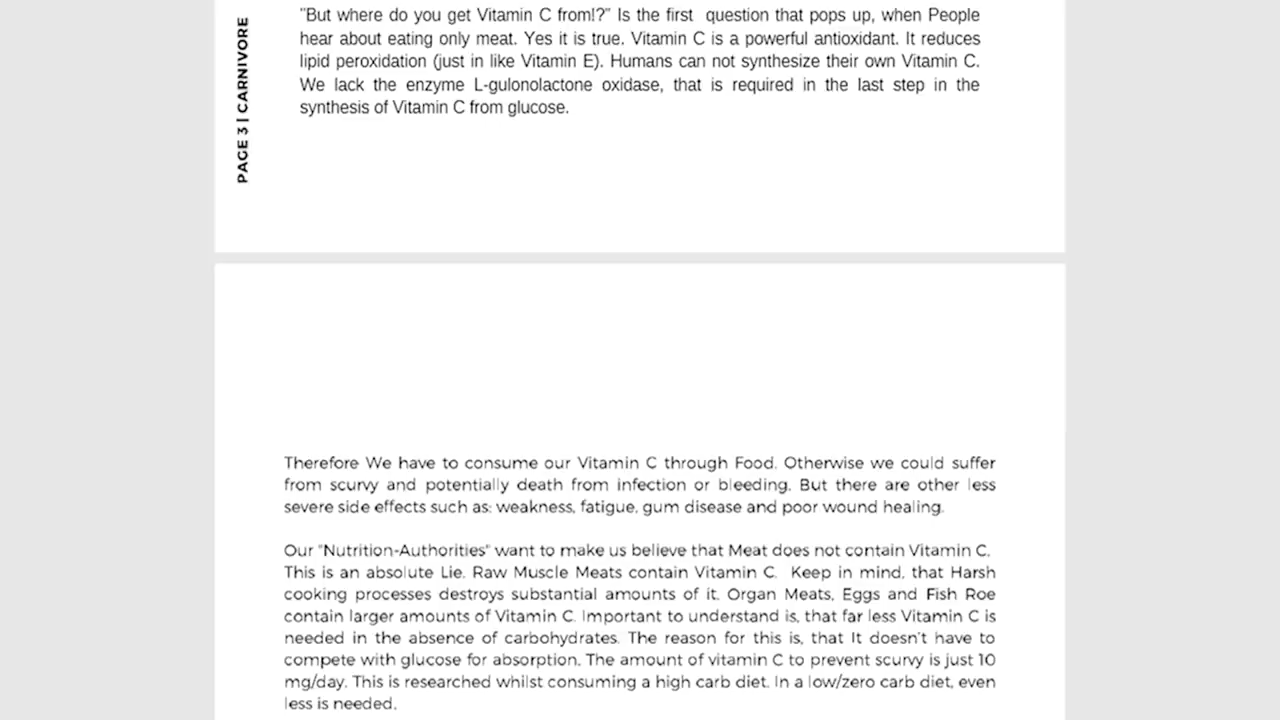 "But where do you get Vitamin C from!?" Is the first question that pops up, when People
hear about eating only meat. Yes it is true. Vitamin C is a powerful antioxidant. It reduces
lipid peroxidation (just in like Vitamin E). Humans can not synthesize their own Vitamin C.
We lack the enzyme L-gulonolactone oxidase, that is required in the last step in the
synthesis of Vitamin C from glucose.
PAGE 3 | CARNIVORE
Therefore We have to consume our Vitamin C through Food. Otherwise we could suffer
from scurvy and potentially death from infection or bleeding. But there are other less
severe side effects such as: weakness, fatigue, gum disease and poor wound healing.
Our "Nutrition-Authorities" want to make us believe that Meat does not contain Vitamin C.
This is an absolute Lie. Raw Muscle Meats contain Vitamin C. Keep in mind, that Harsh
cooking processes destroys substantial amounts of it. Organ Meats, Eggs and Fish Roe
contain larger amounts of Vitamin C. Important to understand is, that far less Vitamin C is
needed in the absence of carbohydrates. The reason for this is, that It doesn't have to
compete with glucose for absorption. The amount of vitamin C to prevent scurvy is just 10
mg/day. This is researched whilst consuming a high carb diet. In a low/zero carb diet, even
less is needed.